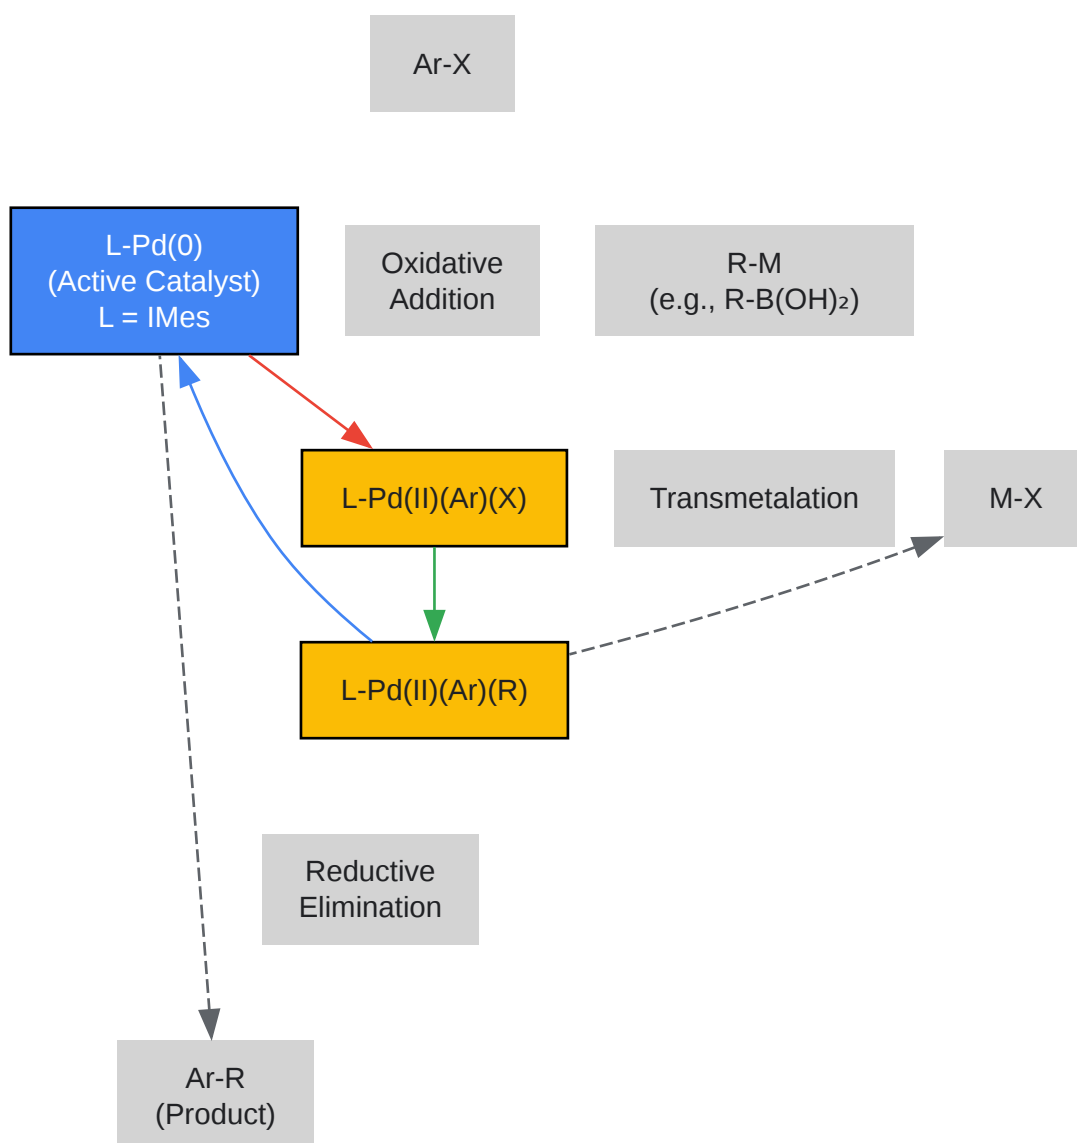 Ar-X
L-Pd(0)
(Active Catalyst)
L = IMes
Oxidative
Addition
R-M
(e.g., R-B(OH)₂)
L-Pd(II)(Ar)(X)
Transmetalation
M-X
L-Pd(II)(Ar)(R)
Reductive
Elimination
Ar-R
(Product)